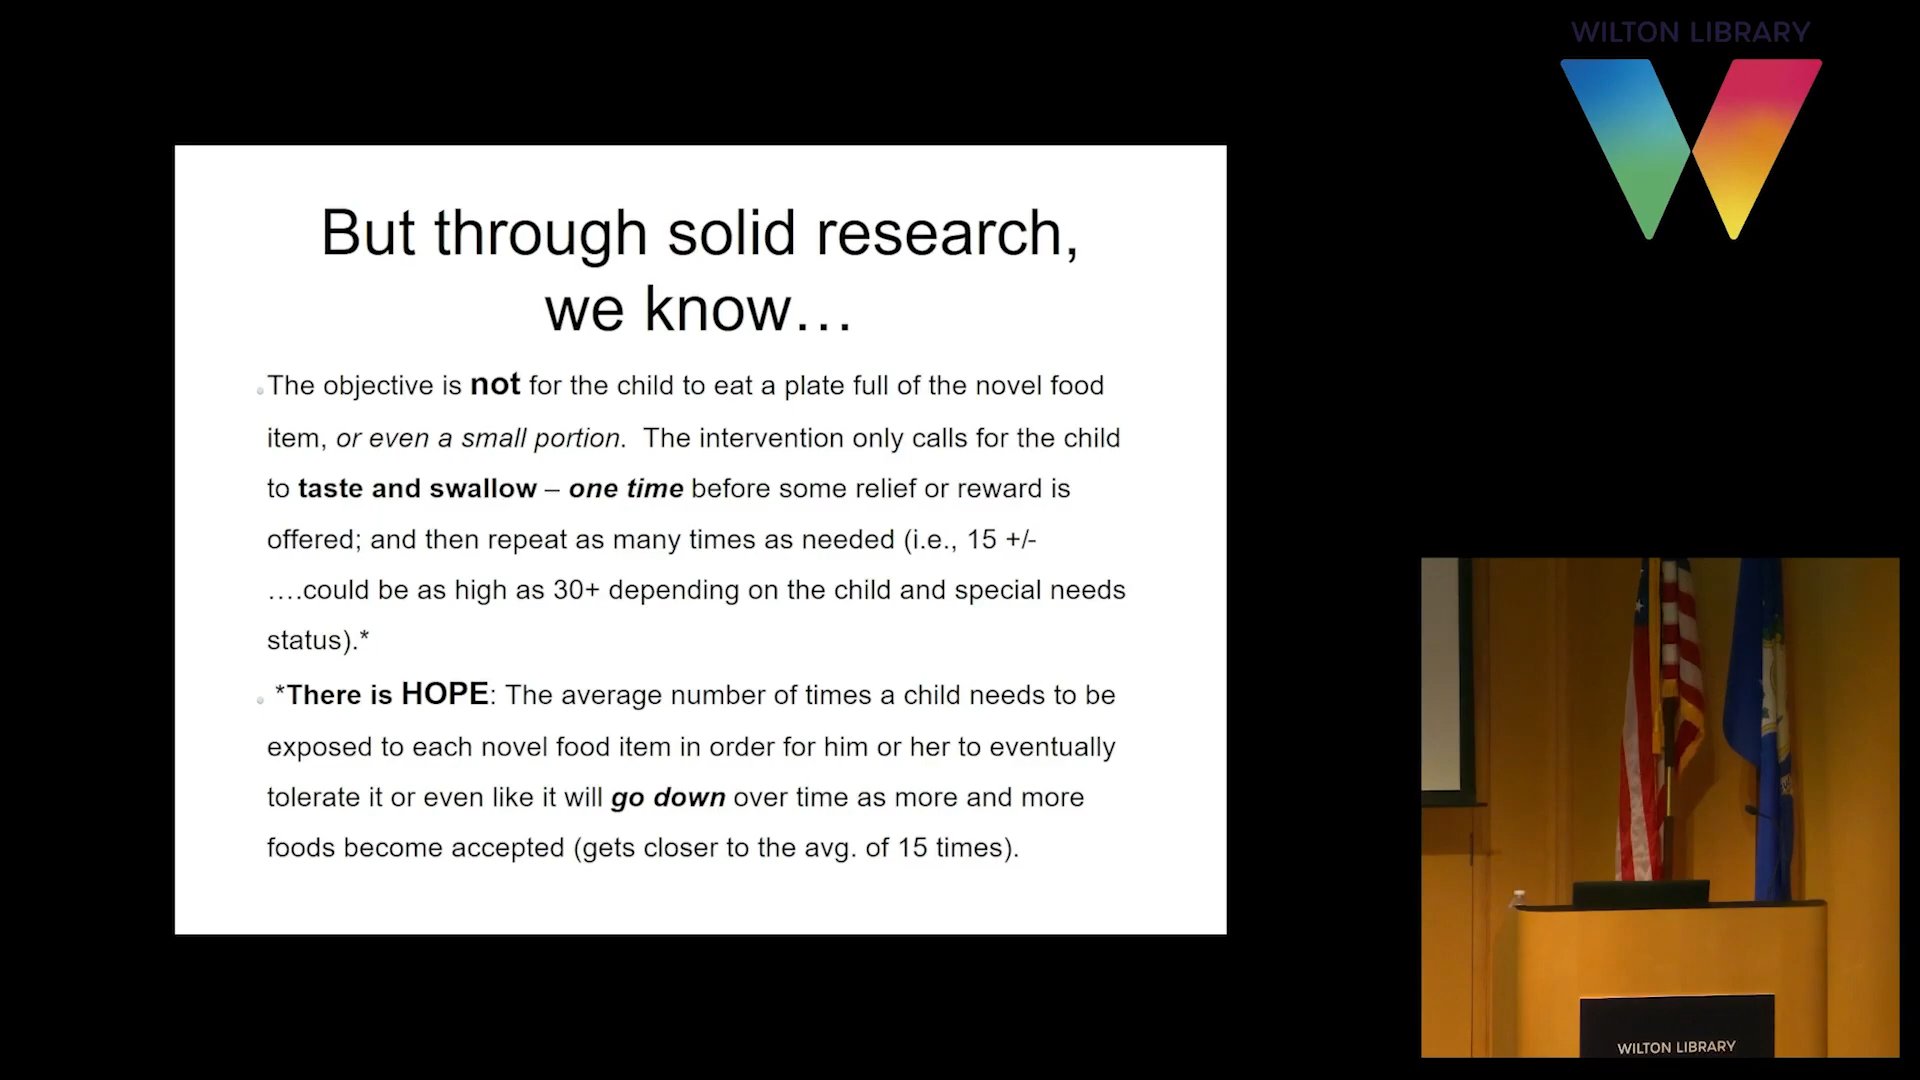 WILTON LIBRARY
But through solid research,
we know…
The objective is not for the child to eat a plate full of the novel food
item, or even a small portion.  The intervention only calls for the child
to taste and swallow – one time before some relief or reward is
offered; and then repeat as many times as needed (i.e., 15 +/-
….could be as high as 30+ depending on the child and special needs
status).*
*There is HOPE: The average number of times a child needs to be
exposed to each novel food item in order for him or her to eventually
tolerate it or even like it will go down over time as more and more
foods become accepted (gets closer to the avg. of 15 times).
WILTON LIBRARY